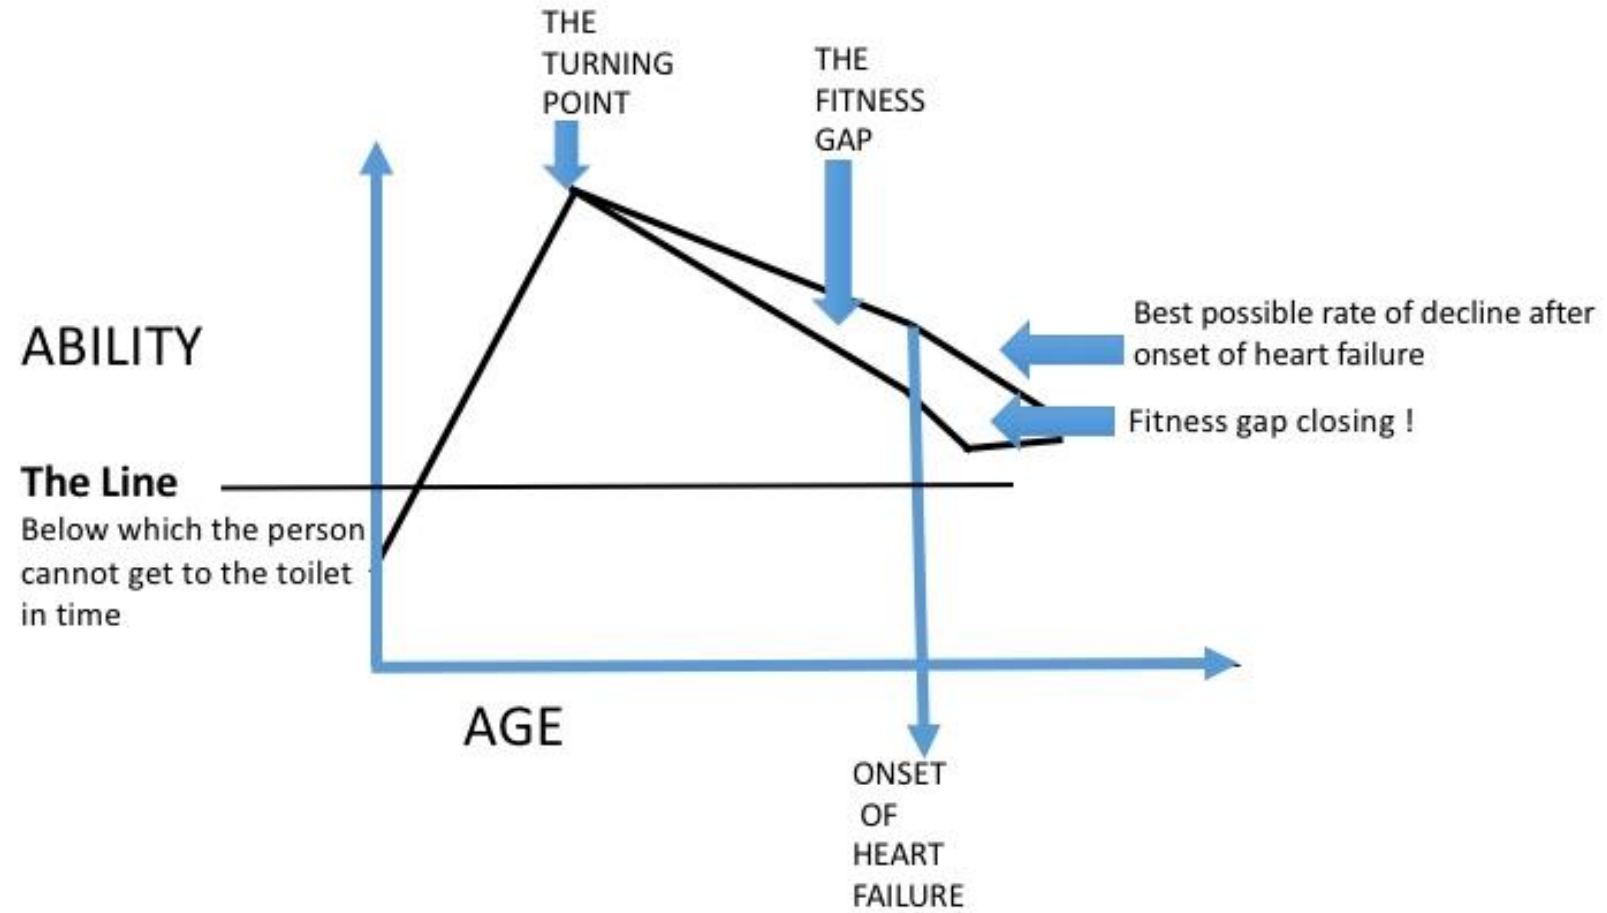 THE
TURNING
POINT
THE
FITNESS
GAP
ABILITY
Best possible rate of decline after
onset of heart failure
Fitness gap closing !
The Line
Below which the person
cannot get to the toilet
in time
AGE
ONSET
OF
HEART
FAILURE